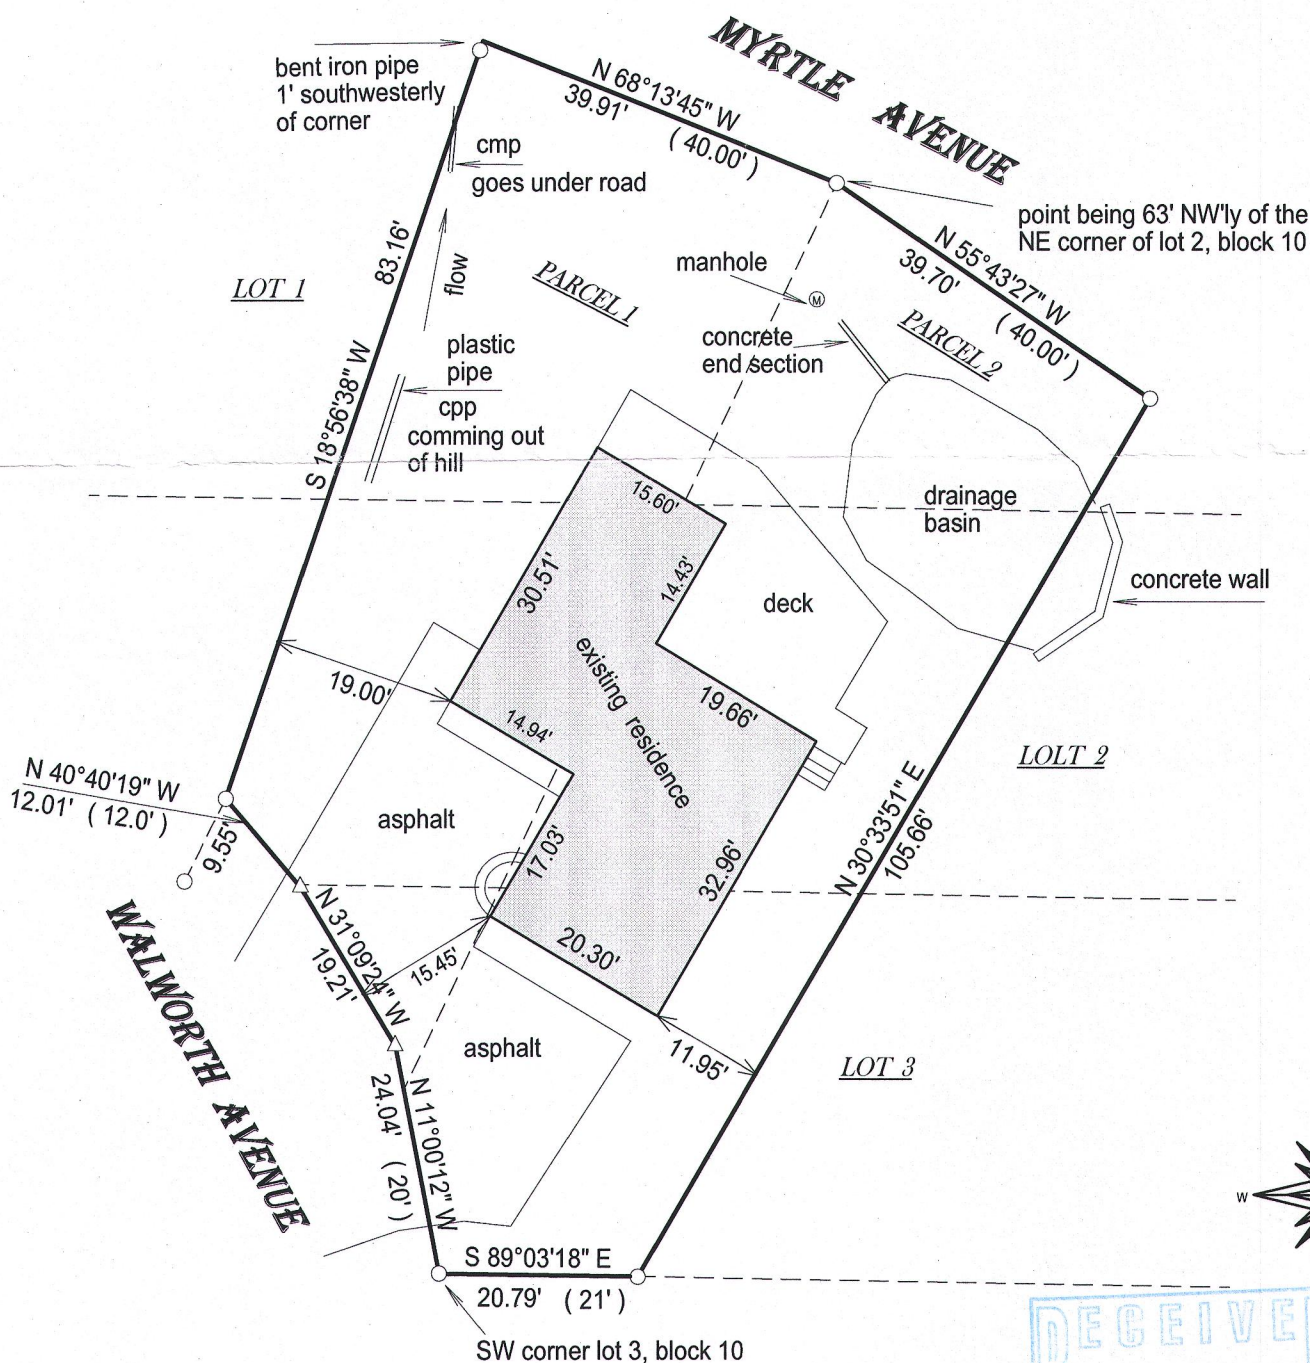 MYRTLE AVENUE
bent iron pipe
1' southwesterly
of corner
N 68°13'45" W
39.91'
( 40.00' )
cmp
goes under road
point being 63' NW'ly of the
NE corner of lot 2, block 10
N 55°43'27" W
39.70'
( 40.00' )
83.16'
S 18°56'38" W
LOT 1
flow
PARCEL 1
manhole
M
PARCEL 2
concrete
end section
plastic
pipe
cpp
comming out
of hill
15.60'
drainage
basin
30.51'
14.43'
deck
concrete wall
existing residence
19.00'
14.94'
19.66'
LOLT 2
N 40°40'19" W
12.01' ( 12.0' )
9.55'
asphalt
17.03'
32.96'
N 30°33'51" E
105.66'
WALWORTH AVENUE
N 31°09'24" W
19.21'
15.45'
20.30'
asphalt
11.95'
LOT 3
N 11°00'12" W
24.04' ( 20' )
W
S 89°03'18" E
20.79' ( 21' )
SW corner lot 3, block 10